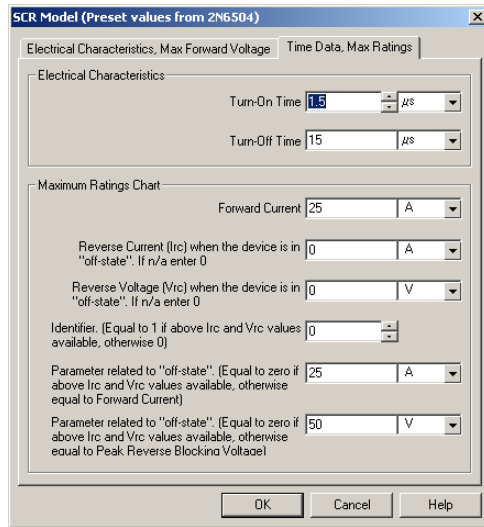 SCR Model (Preset values from 2N6504)
Electrical Characteristics, Max Forward Voltage
Time Data, Max Ratings
Electrical Characteristics
Turn-On Time 1.5 µs
Turn-Off Time 15 µs
Maximum Ratings Chart
Forward Current 25 A
Reverse Current (Irc) when the device is in 0 A
"off-state". If n/a enter 0
Reverse Voltage (Vrc) when the device is in 0 V
"off-state". If n/a enter 0
Identifier. (Equal to 1 if above Irc and Vrc values 0
available, otherwise 0)
Parameter related to "off-state". (Equal to zero if 25 A
above Irc and Vrc values available, otherwise
equal to Forward Current)
Parameter related to "off-state". (Equal to zero if 50 V
above Irc and Vrc values available, otherwise
equal to Peak Reverse Blocking Voltage)
OK Cancel Help